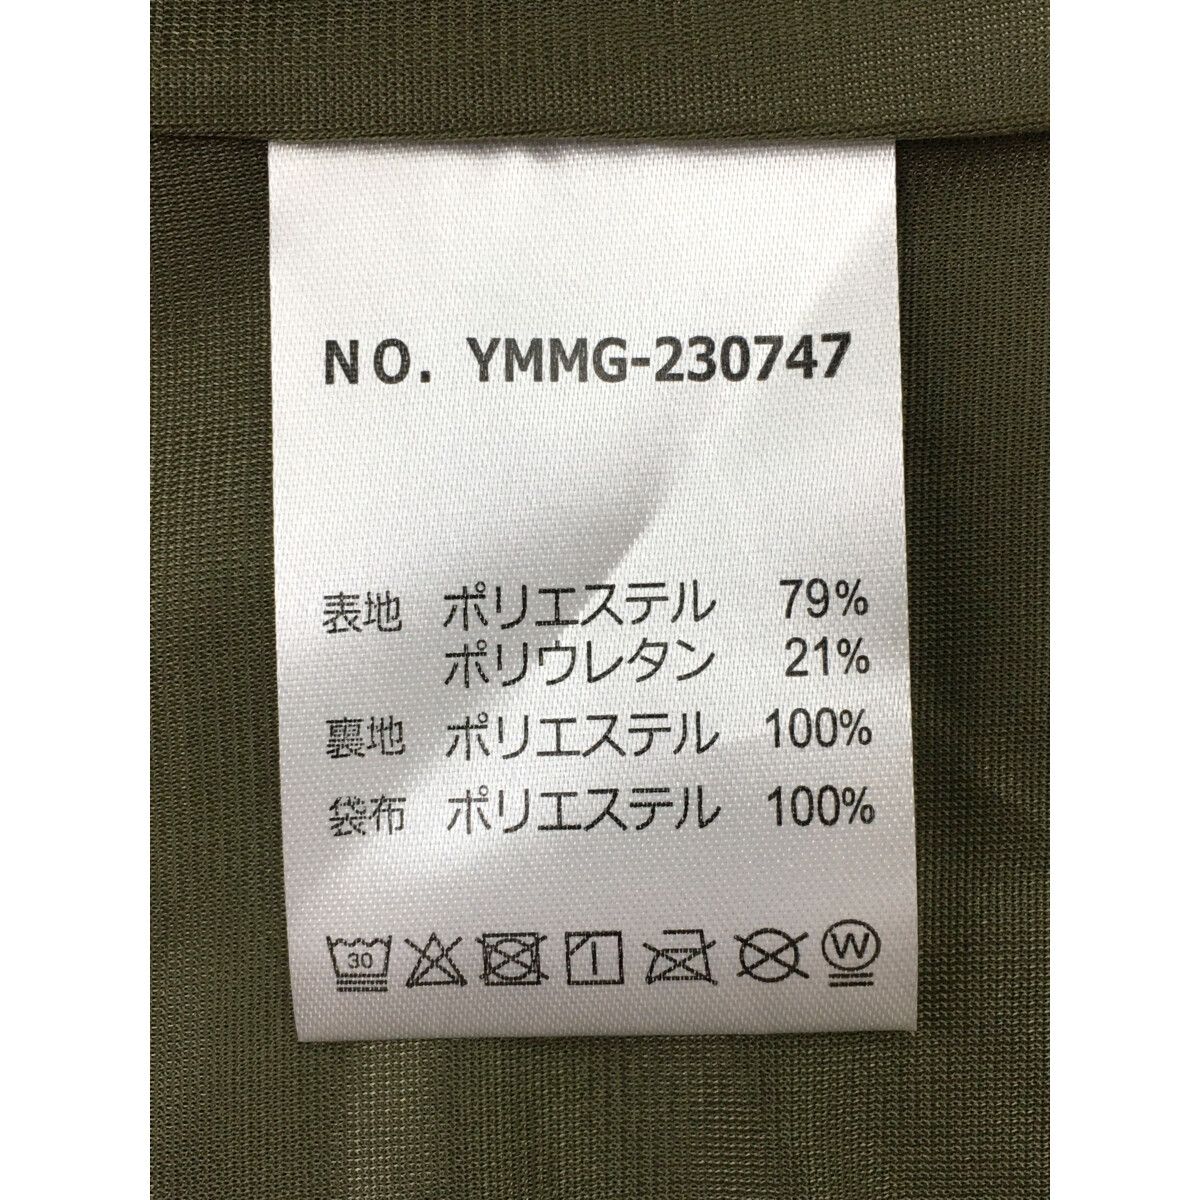 NO. YMMG-230747
表地 ポリエステル 79%
ポリウレタン 21%
裏地 ポリエステル 100%
袋布 ポリエステル 100%
30 W